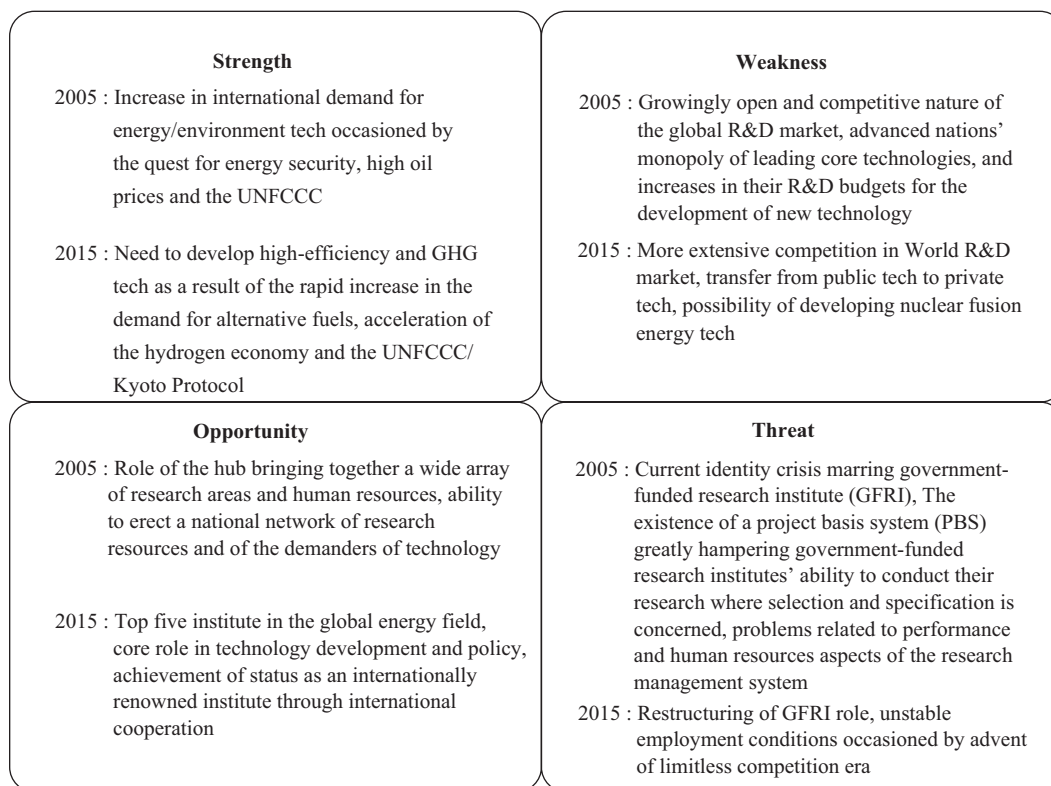 Strength
2005 : Increase in international demand for
energy/environment tech occasioned by
the quest for energy security, high oil
prices and the UNFCCC
2015 : Need to develop high-efficiency and GHG
tech as a result of the rapid increase in the
demand for alternative fuels, acceleration of
the hydrogen economy and the UNFCCC/
Kyoto Protocol
Weakness
2005 : Growingly open and competitive nature of
the global R&D market, advanced nations’
monopoly of leading core technologies, and
increases in their R&D budgets for the
development of new technology
2015 : More extensive competition in World R&D
market, transfer from public tech to private
tech, possibility of developing nuclear fusion
energy tech
Opportunity
2005 : Role of the hub bringing together a wide array
of research areas and human resources, ability
to erect a national network of research
resources and of the demanders of technology
2015 : Top five institute in the global energy field,
core role in technology development and policy,
achievement of status as an internationally
renowned institute through international
cooperation
Threat
2005 : Current identity crisis marring government-
funded research institute (GFRI), The
existence of a project basis system (PBS)
greatly hampering government-funded
research institutes’ ability to conduct their
research where selection and specification is
concerned, problems related to performance
and human resources aspects of the research
management system
2015 : Restructuring of GFRI role, unstable
employment conditions occasioned by advent
of limitless competition era